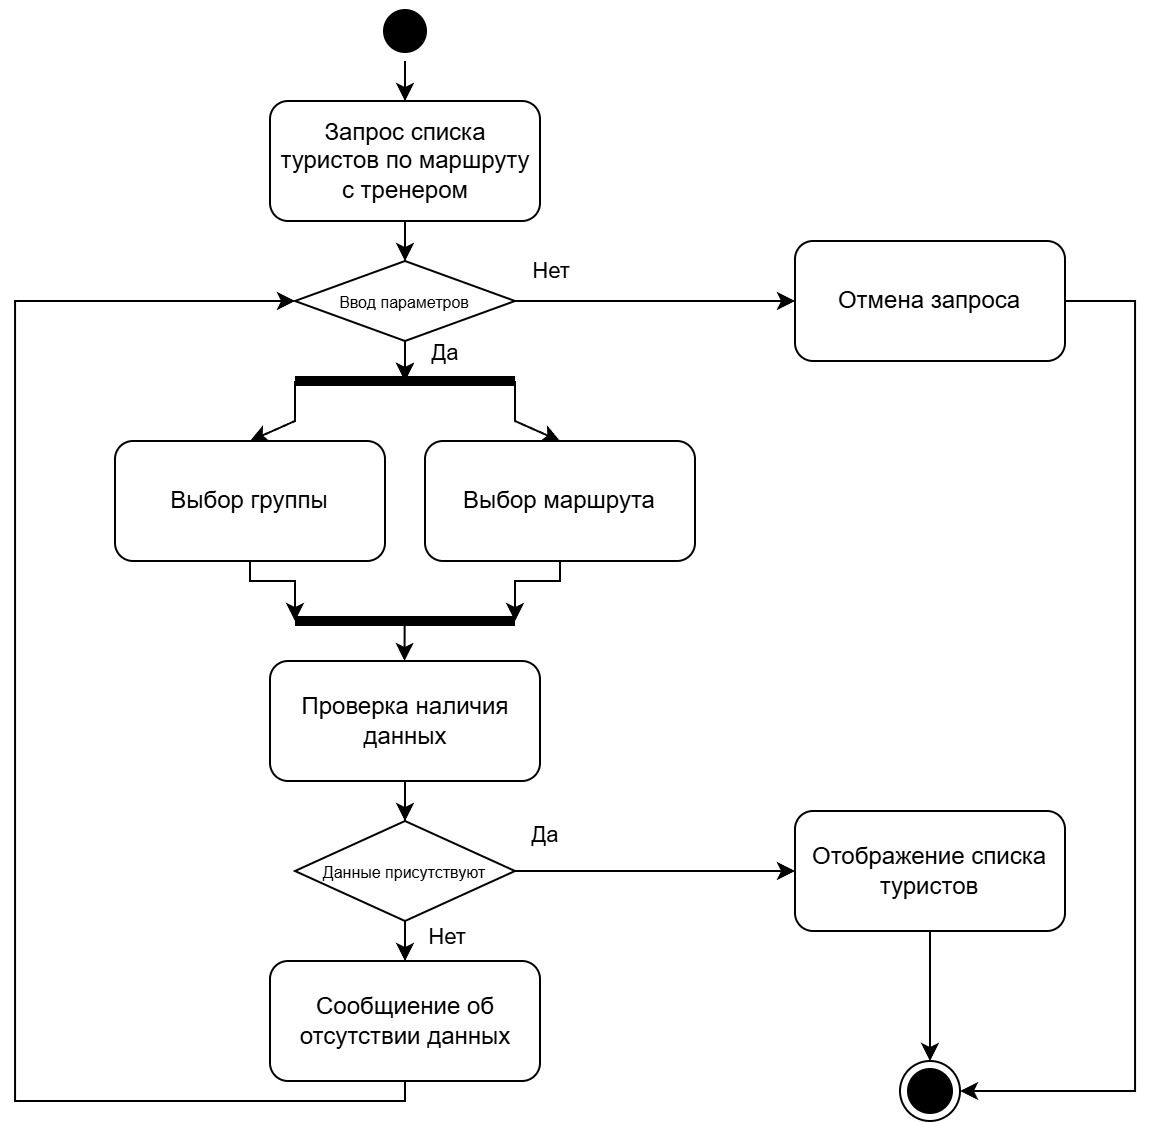 Запрос списка
туристов по маршруту
с тренером
Нет
Ввод параметров
Отмена запроса
Да
Выбор группы
Выбор маршрута
Проверка наличия
данных
Да
Данные присутствуют
Отображение списка
туристов
Нет
Сообщиение об
отсутствии данных